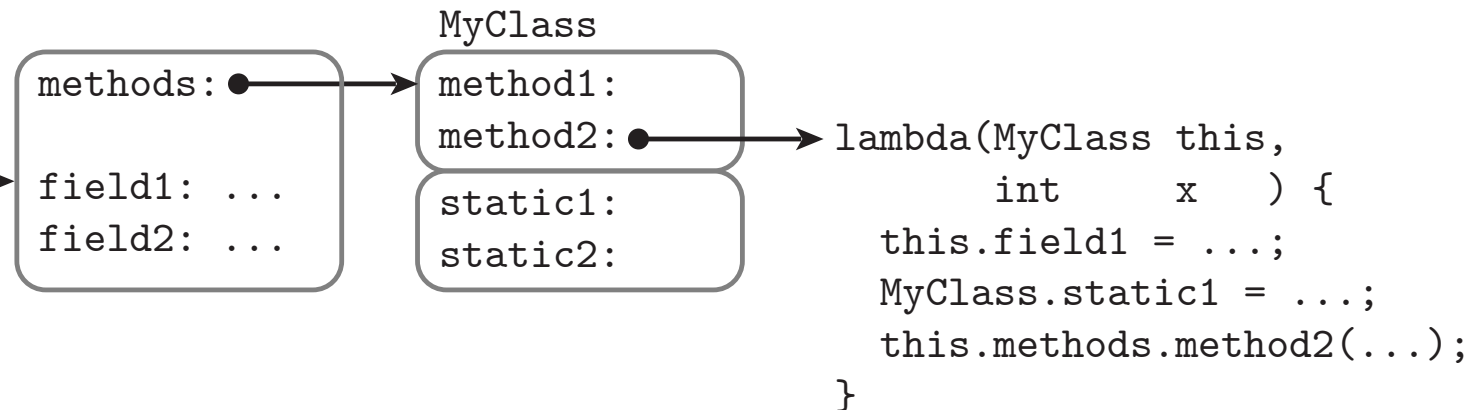 MyClass
methods:
field1: ...
field2: ...
method1:
method2:
static1:
static2:
lambda(MyClass this,
int x ) {
this.field1 = ...;
MyClass.static1 = ...;
this.methods.method2(...);
}